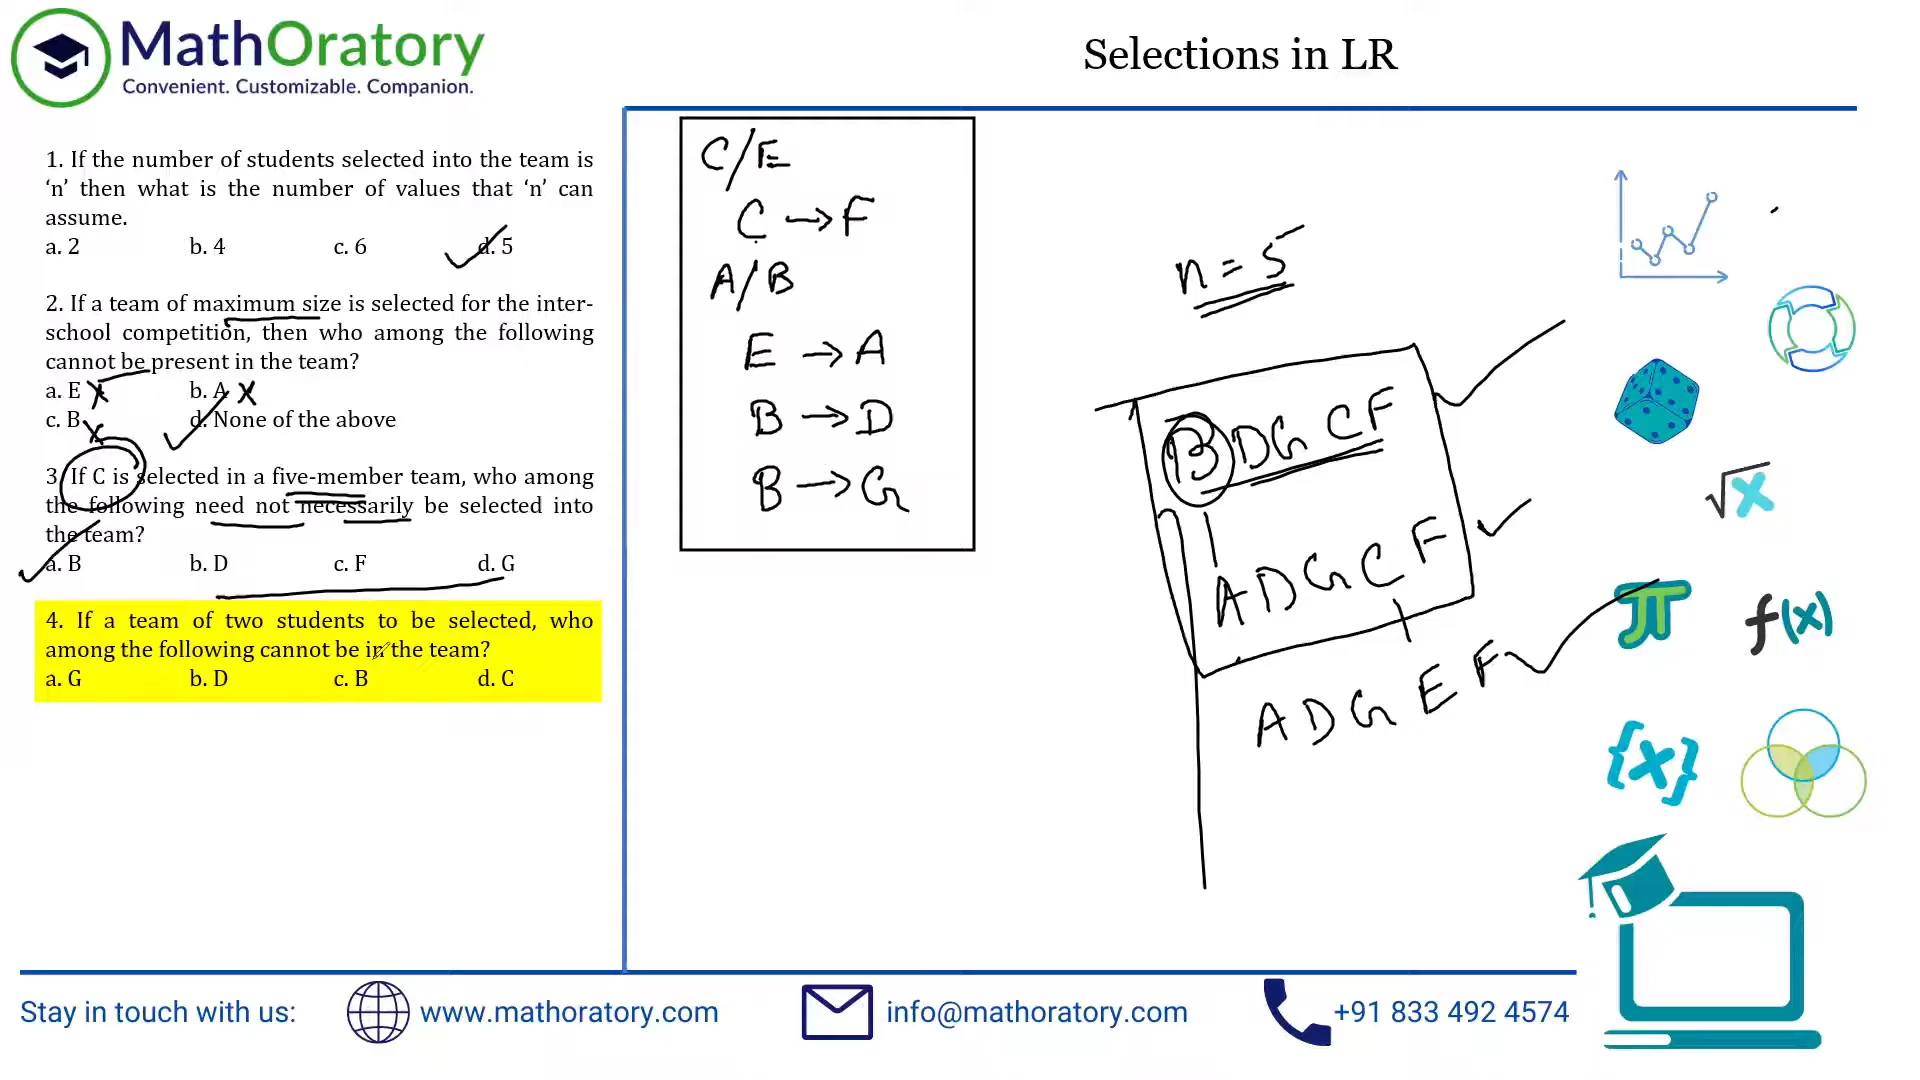 MathOratory
Convenient. Customizable. Companion.
Selections in LR
1. If the number of students selected into the team is
‘n’ then what is the number of values that ‘n’ can
assume.
a. 2 b. 4 c. 6 d. 5
2. If a team of maximum size is selected for the inter-
school competition, then who among the following
cannot be present in the team?
a. E b. A
c. B d. None of the above
3. If C is selected in a five-member team, who among
the following need not necessarily be selected into
the team?
a. B b. D c. F d. G
4. If a team of two students to be selected, who
among the following cannot be in the team?
a. G b. D c. B d. C
C/E
C → F
A/B
E → A
B → D
B → G
n = 5
B D G C F
A D G C F
A D G E F
√x
π
f(x)
{x}
Stay in touch with us: www.mathoratory.com info@mathoratory.com +91 833 492 4574